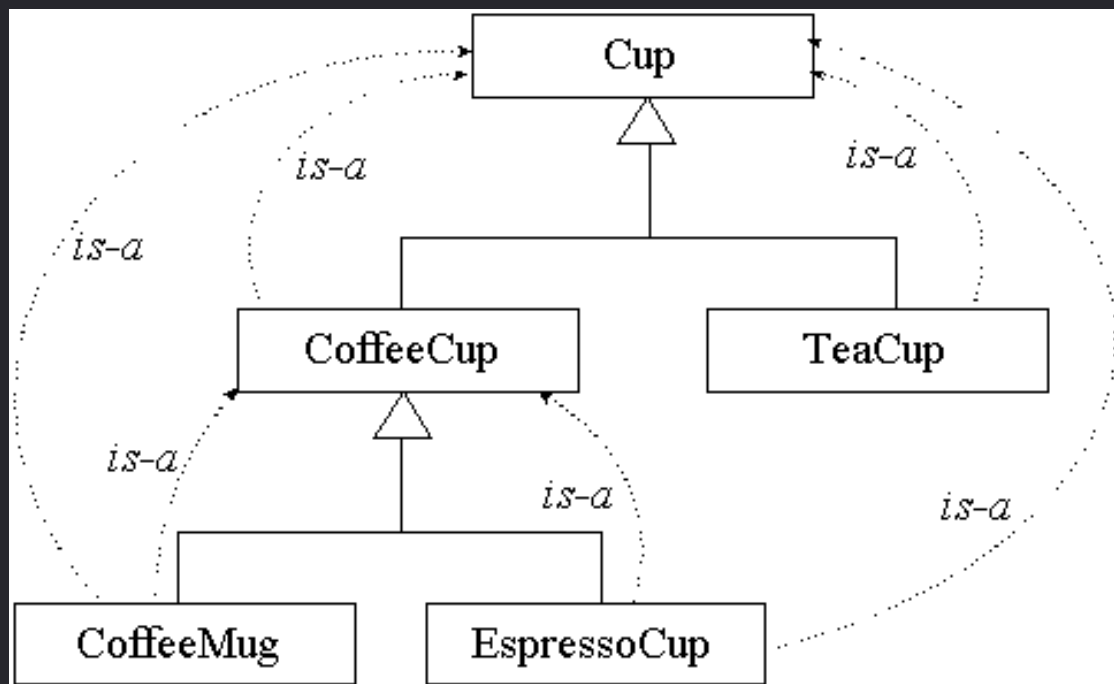 Cup
is-a
is-a
is-a
CoffeeCup
TeaCup
is-a
is-a
is-a
CoffeeMug
EspressoCup